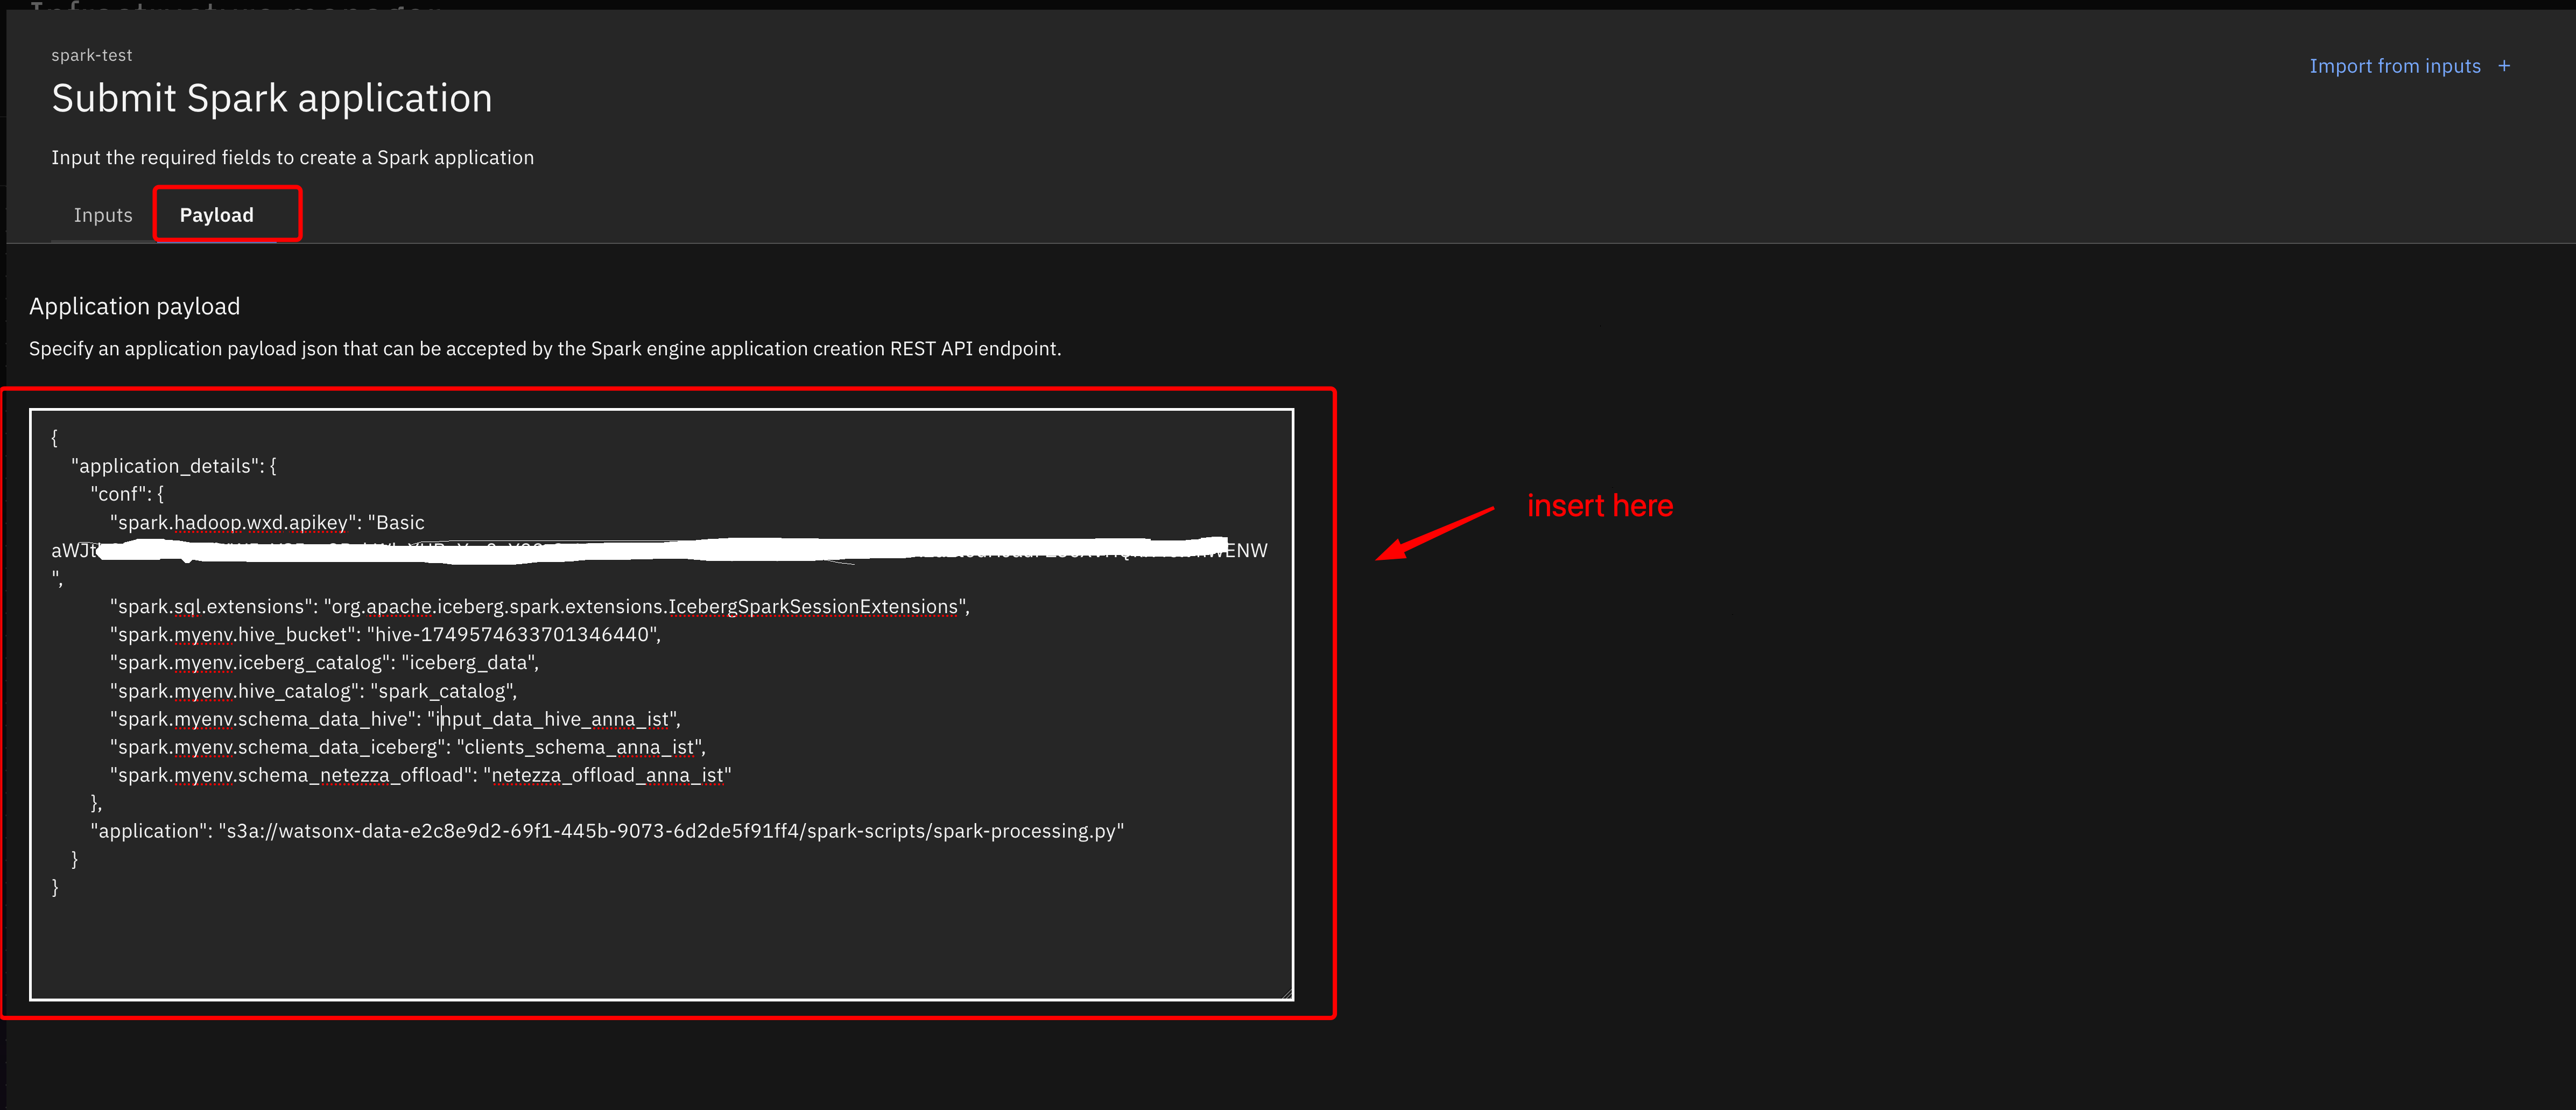 spark-test
Import from inputs +
Submit Spark application
Input the required fields to create a Spark application
Inputs Payload
Application payload
Specify an application payload json that can be accepted by the Spark engine application creation REST API endpoint.
{
"application_details": {
"conf": {
"spark.hadoop.wxd.apikey": "Basic
",
"spark.sql.extensions": "org.apache.iceberg.spark.extensions.IcebergSparkSessionExtensions",
"spark.myenv.hive_bucket": "hive-1749574633701346440",
"spark.myenv.iceberg_catalog": "iceberg_data",
"spark.myenv.hive_catalog": "spark_catalog",
"spark.myenv.schema_data_hive": "input_data_hive_anna_ist",
"spark.myenv.schema_data_iceberg": "clients_schema_anna_ist",
"spark.myenv.schema_netezza_offload": "netezza_offload_anna_ist"
},
"application": "s3a://watsonx-data-e2c8e9d2-69f1-445b-9073-6d2de5f91ff4/spark-scripts/spark-processing.py"
}
}
insert here